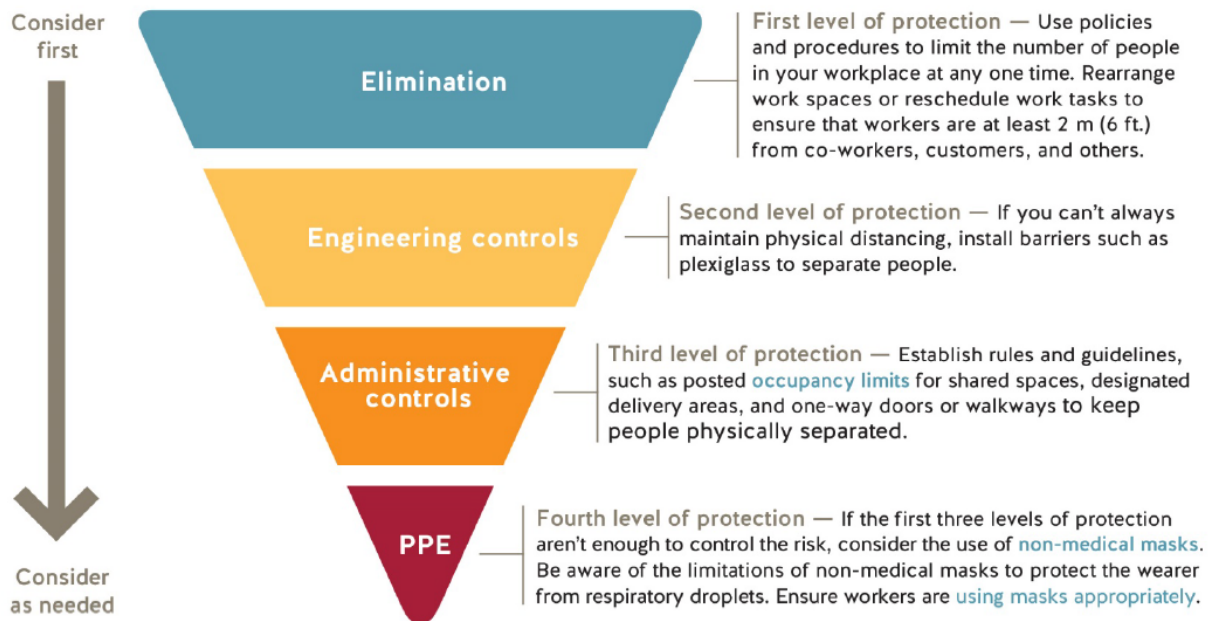 Consider
first
Elimination
First level of protection — Use policies
and procedures to limit the number of people
in your workplace at any one time. Rearrange
work spaces or reschedule work tasks to
ensure that workers are at least 2 m (6 ft.)
from co-workers, customers, and others.
Engineering controls
Second level of protection — If you can't always
maintain physical distancing, install barriers such as
plexiglass to separate people.
Administrative
controls
Third level of protection — Establish rules and guidelines,
such as posted occupancy limits for shared spaces, designated
delivery areas, and one-way doors or walkways to keep
people physically separated.
PPE
Fourth level of protection — If the first three levels of protection
aren't enough to control the risk, consider the use of non-medical masks.
Be aware of the limitations of non-medical masks to protect the wearer
from respiratory droplets. Ensure workers are using masks appropriately.
Consider
as needed